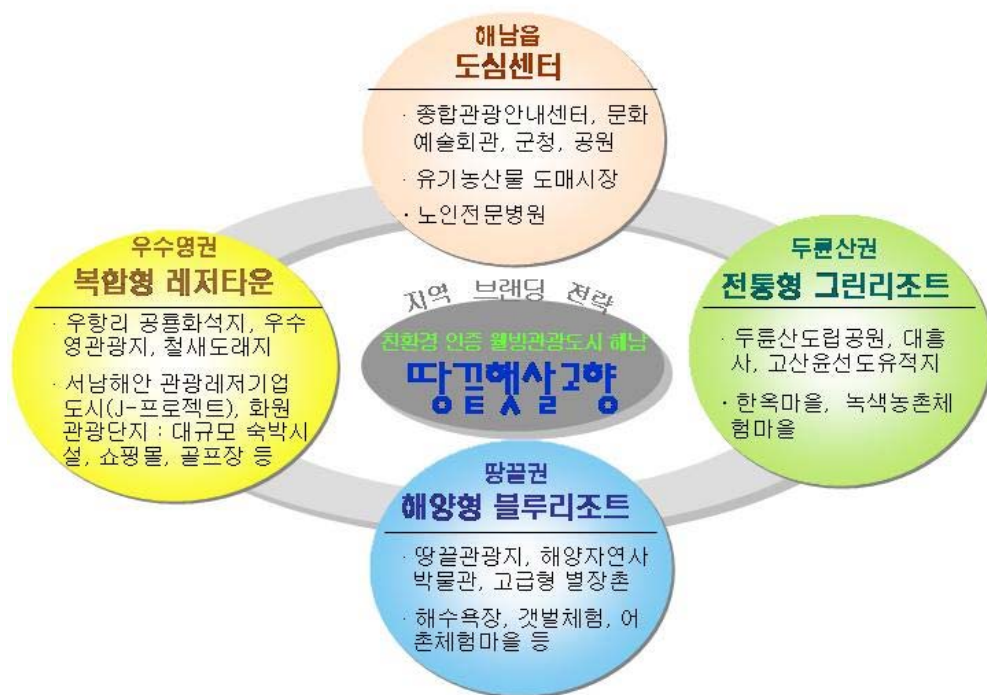 해남읍
도심센터
· 종합관광안내센터, 문화
예술회관, 군청, 공원
· 유기농산물 도매시장
· 노인전문병원
우수영권
복합형 레저타운
· 우항리 공룡화석지, 우수
영관광지, 철새도래지
· 서남해안 관광레저기업
도시(J-프로젝트), 화원
관광단지 : 대규모 숙박시
설, 쇼핑몰, 골프장 등
지역 브랜딩 전략
친환경 인증 웰빙관광도시 해남
땅끝햇살고향
두륜산권
전통형 그린리조트
· 두륜산도립공원, 대흥
사, 고산윤선도유적지
· 한옥마을, 녹색농촌체
험마을
땅끝권
해양형 블루리조트
· 땅끝관광지, 해양자연사
박물관, 고급형 별장촌
· 해수욕장, 갯벌체험, 어
촌체험마을 등